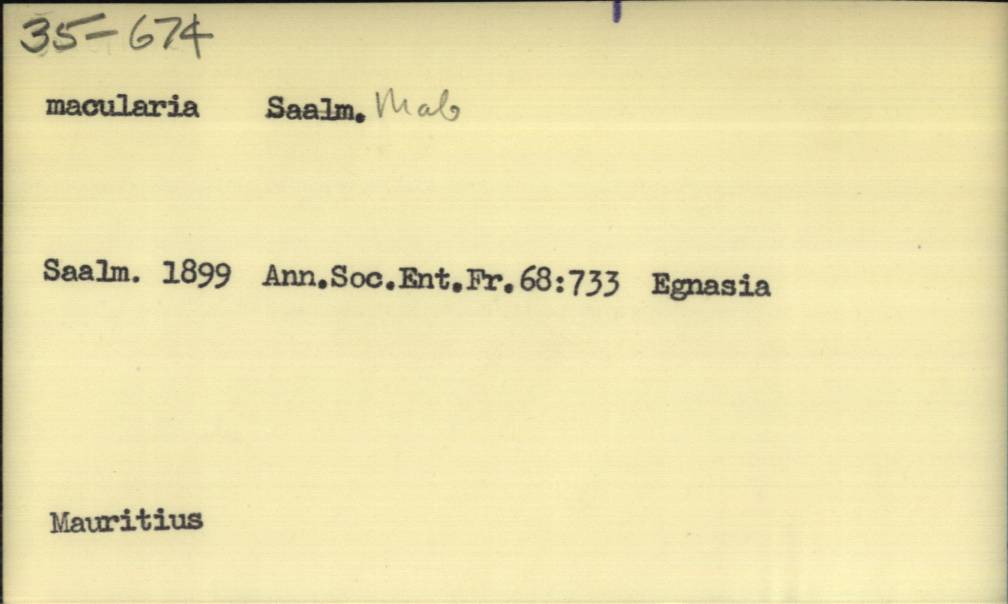 35-674
macularia Saalm. Mab
Saalm. 1899 Ann.Soc.Ent.Fr.68:733 Egnasia
Mauritius